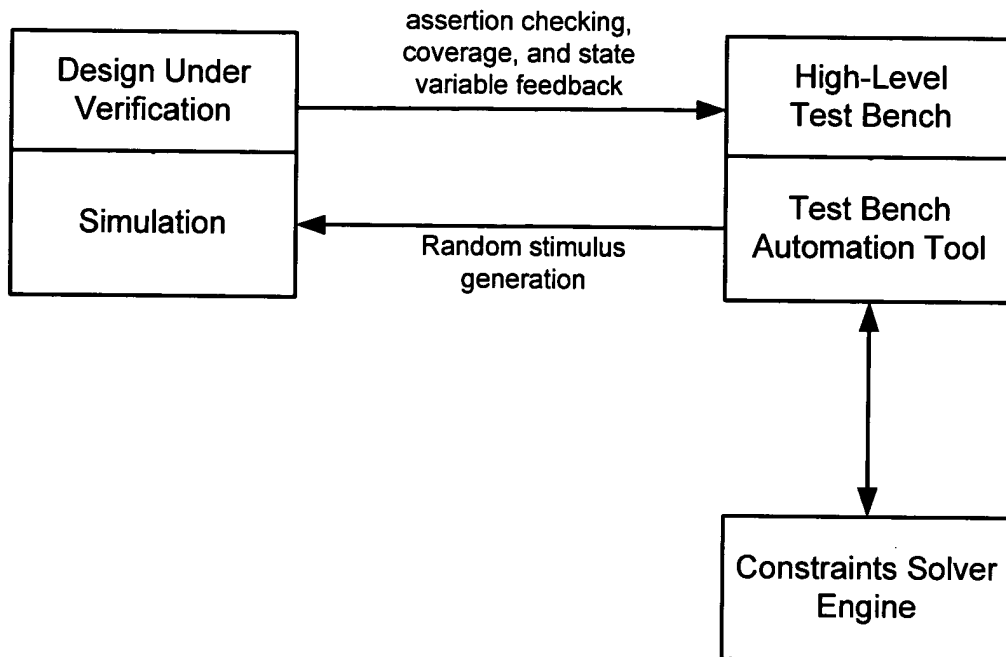 assertion checking,
coverage, and state
variable feedback
Design Under
Verification
High-Level
Test Bench
Simulation
Random stimulus
generation
Test Bench
Automation Tool
Constraints Solver
Engine